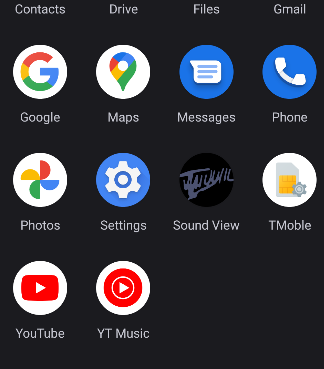 Contacts Drive Files Gmail
Google Maps Messages Phone
Photos Settings Sound View TMoble
YouTube YT Music